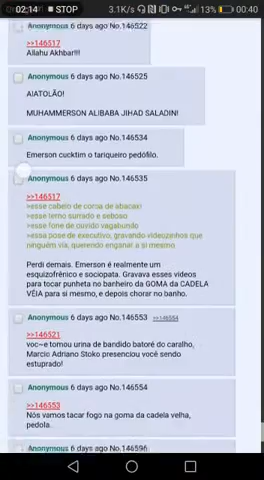 02:14 ■ STOP 3.1K/s 13% 00:40
Anonymous 6 days ago No.146522
>>146517
Allahu Akhbar!!!
Anonymous 6 days ago No.146525
AIATOLÃO!
MUHAMMERSON ALIBABA JIHAD SALADIN!
Anonymous 6 days ago No.146534
Emerson cucktim o tariqueiro pedófilo.
Anonymous 6 days ago No.146535
>>146517
>esse cabelo de coroa de abacaxi
>esse terno surrado e seboso
>esse fone de ouvido vagabundo
>essa pose de executivo, gravando videozinhos que
ninguém via, querendo enganar a si mesmo
Perdi demais. Emerson é realmente um
esquizofrénico e sociopata. Gravava esses videos
para tocar punheta no banheiro da GOMA da CADELA
VÉIA para si mesmo, e depois chorar no banho.
Anonymous 6 days ago No.146553 >>146554
>>146521
voc~e tomou urina de bandido batoré do caralho,
Marcio Adriano Stoko presenciou você sendo
estuprado!
Anonymous 6 days ago No.146554
>>146553
Nós vamos tacar fogo na goma da cadela velha,
pedola.
Anonymous 6 days ago No.146596